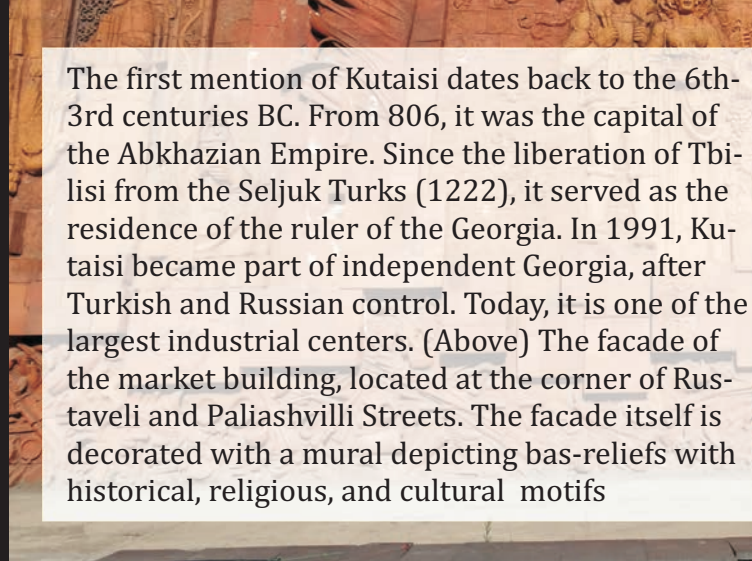 The first mention of Kutaisi dates back to the 6th-
3rd centuries BC. From 806, it was the capital of
the Abkhazian Empire. Since the liberation of Tbi-
lisi from the Seljuk Turks (1222), it served as the
residence of the ruler of the Georgia. In 1991, Ku-
taisi became part of independent Georgia, after
Turkish and Russian control. Today, it is one of the
largest industrial centers. (Above) The facade of
the market building, located at the corner of Rus-
taveli and Paliashvilli Streets. The facade itself is
decorated with a mural depicting bas-reliefs with
historical, religious, and cultural  motifs